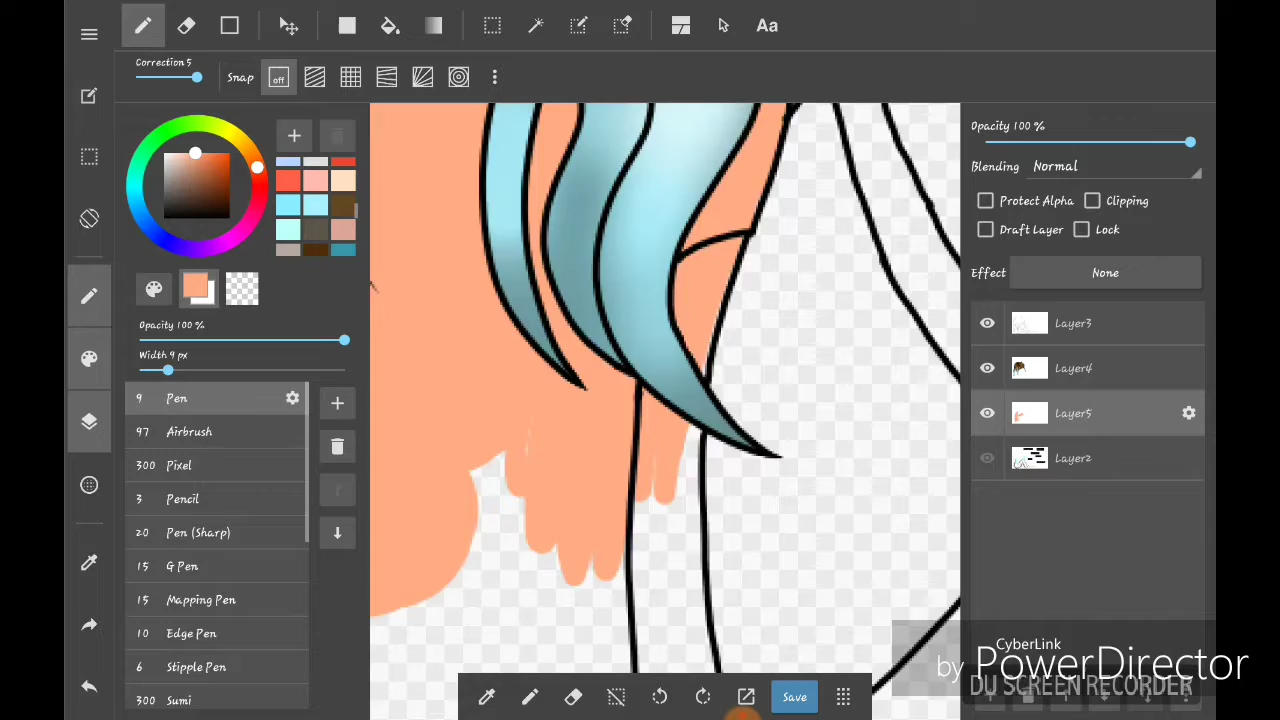 Aa
Correction 5
Snap
off
Opacity 100 %
Width 9 px
9 Pen
97 Airbrush
300 Pixel
3 Pencil
20 Pen (Sharp)
15 G Pen
15 Mapping Pen
10 Edge Pen
6 Stipple Pen
300 Sumi
Opacity 100 %
Blending Normal
Protect Alpha Clipping
Draft Layer Lock
Effect None
Layer3
Layer4
Layer5
Layer2
Save
CyberLink
by PowerDirector
DU SCREEN RECORDER